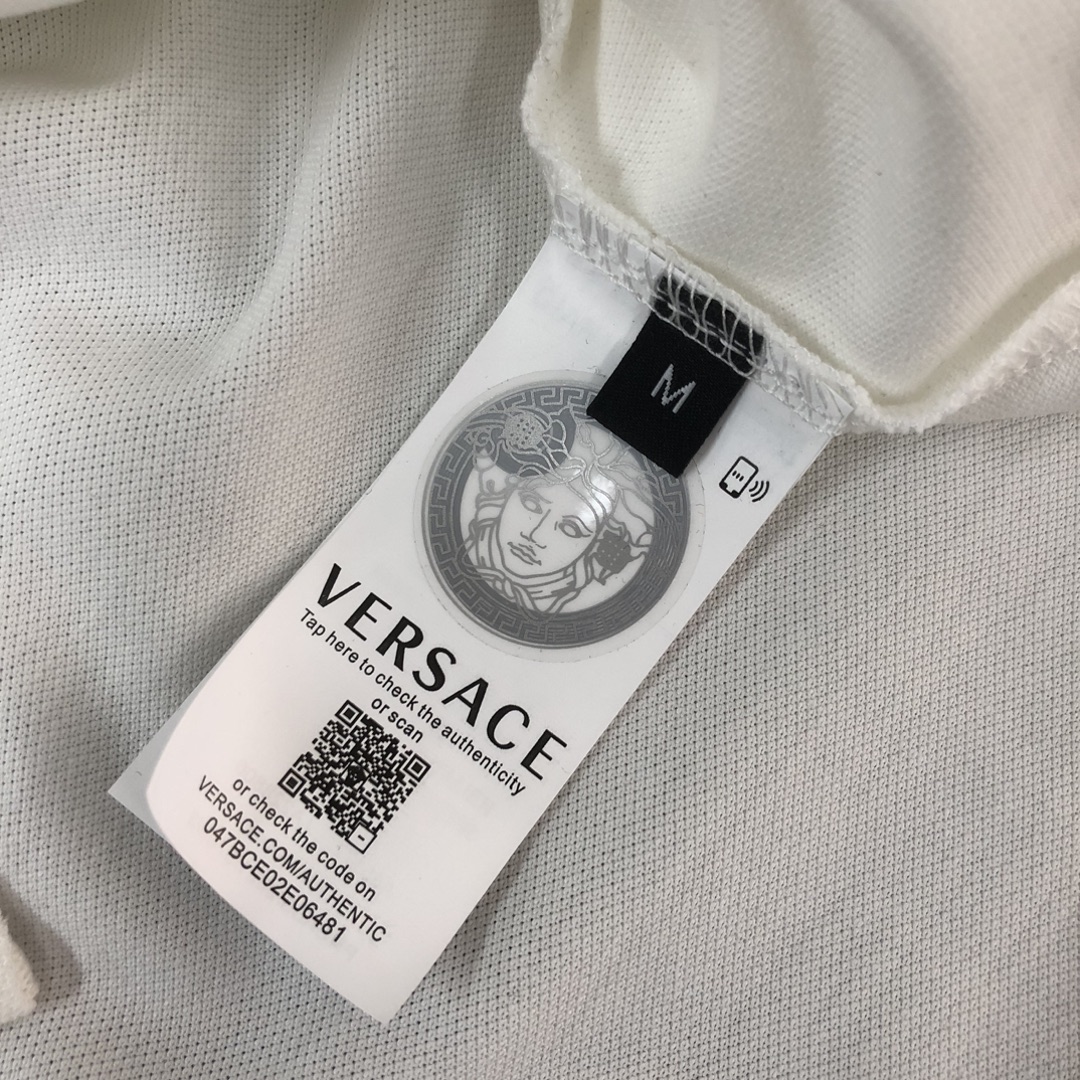 M
VERSACE
Tap here to check the authenticity
or scan
or check the code on
VERSACE.COM/AUTHENTIC
047BCE02E06481